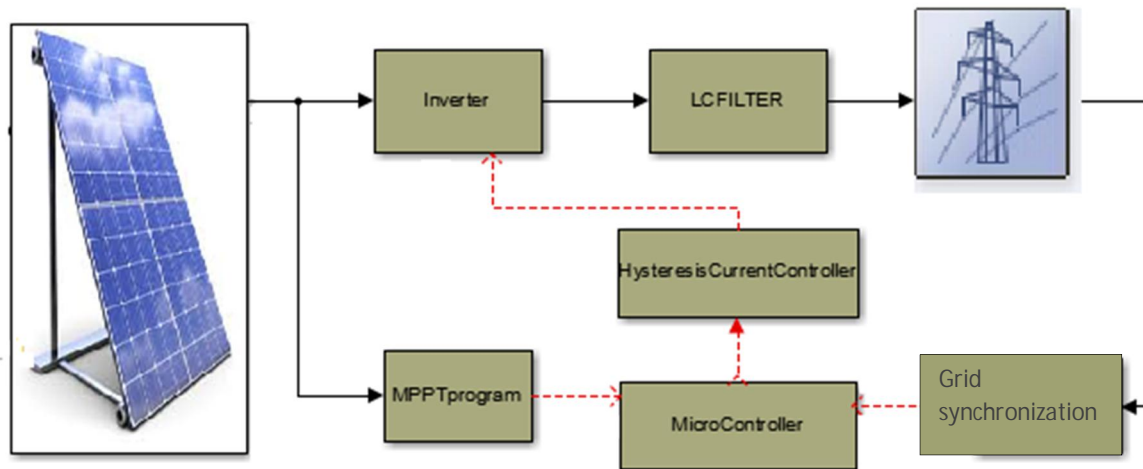 Inverter
LCFILTER
HysteresisCurrentController
MPPTprogram
MicroController
Grid
synchronization